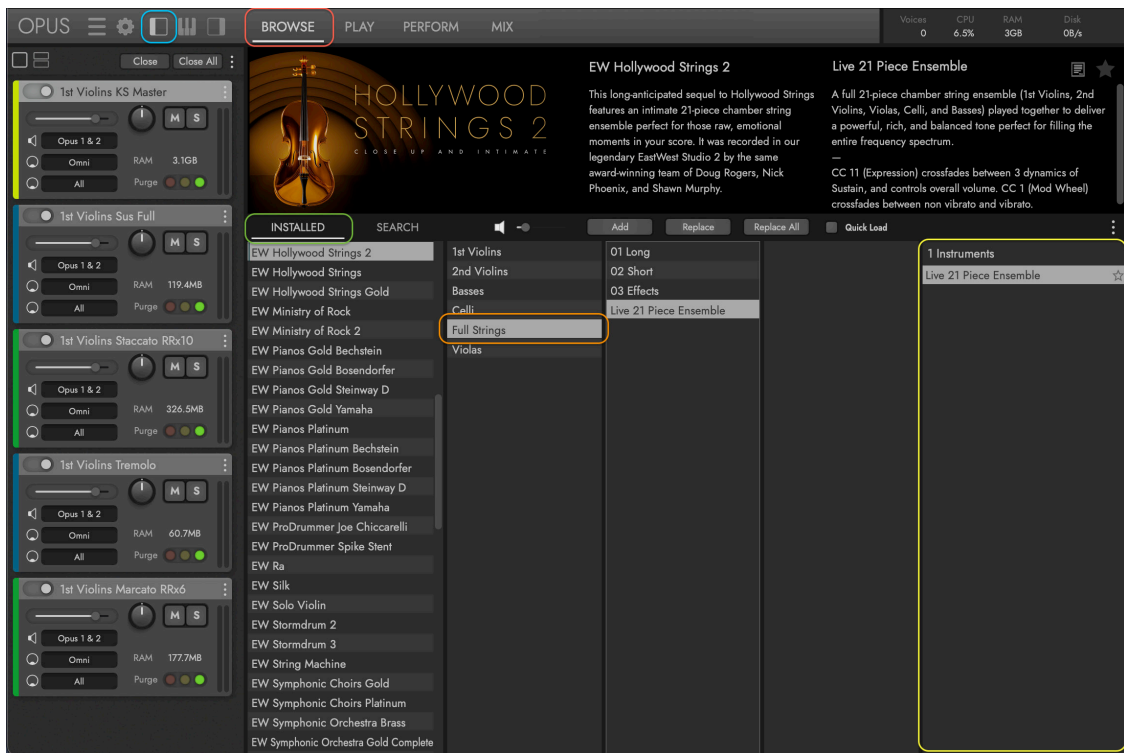 OPUS
BROWSE PLAY PERFORM MIX
Voices CPU RAM Disk
0 6.5% 3GB 0B/s
Close Close All
1st Violins KS Master
M S
Opus 1 & 2
Omni RAM 3.1GB
All Purge
1st Violins Sus Full
M S
Opus 1 & 2
Omni RAM 119.4MB
All Purge
1st Violins Staccato RRx10
M S
Opus 1 & 2
Omni RAM 326.5MB
All Purge
1st Violins Tremolo
M S
Opus 1 & 2
Omni RAM 60.7MB
All Purge
1st Violins Marcato RRx6
M S
Opus 1 & 2
Omni RAM 177.7MB
All Purge
HOLLYWOOD
STRINGS 2
CLOSE UP AND INTIMATE
EW Hollywood Strings 2
This long-anticipated sequel to Hollywood Strings
features an intimate 21-piece chamber string
ensemble perfect for those raw, emotional
moments in your score. It was recorded in our
legendary EastWest Studio 2 by the same
award-winning team of Doug Rogers, Nick
Phoenix, and Shawn Murphy.
Live 21 Piece Ensemble
A full 21-piece chamber string ensemble (1st Violins, 2nd
Violins, Violas, Celli, and Basses) played together to deliver
a powerful, rich, and balanced tone perfect for filling the
entire frequency spectrum.
—
CC 11 (Expression) crossfades between 3 dynamics of
Sustain, and controls overall volume. CC 1 (Mod Wheel)
crossfades between non vibrato and vibrato.
INSTALLED SEARCH
Add Replace Replace All Quick Load
EW Hollywood Strings 2
EW Hollywood Strings
EW Hollywood Strings Gold
EW Ministry of Rock
EW Ministry of Rock 2
EW Pianos Gold Bechstein
EW Pianos Gold Bosendorfer
EW Pianos Gold Steinway D
EW Pianos Gold Yamaha
EW Pianos Platinum
EW Pianos Platinum Bechstein
EW Pianos Platinum Bosendorfer
EW Pianos Platinum Steinway D
EW Pianos Platinum Yamaha
EW ProDrummer Joe Chiccarelli
EW ProDrummer Spike Stent
EW Ra
EW Silk
EW Solo Violin
EW Stormdrum 2
EW Stormdrum 3
EW String Machine
EW Symphonic Choirs Gold
EW Symphonic Choirs Platinum
EW Symphonic Orchestra Brass
EW Symphonic Orchestra Gold Complete
1st Violins
2nd Violins
Basses
Celli
Full Strings
Violas
01 Long
02 Short
03 Effects
Live 21 Piece Ensemble
1 Instruments
Live 21 Piece Ensemble